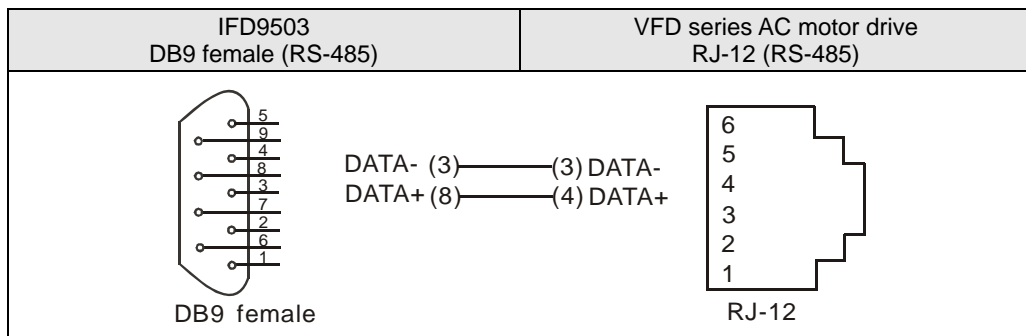 IFD9503
DB9 female (RS-485)
VFD series AC motor drive
RJ-12 (RS-485)
5
9
4
8
3
7
2
6
1
DB9 female
DATA- (3) (3) DATA-
DATA+ (8) (4) DATA+
6
5
4
3
2
1
RJ-12